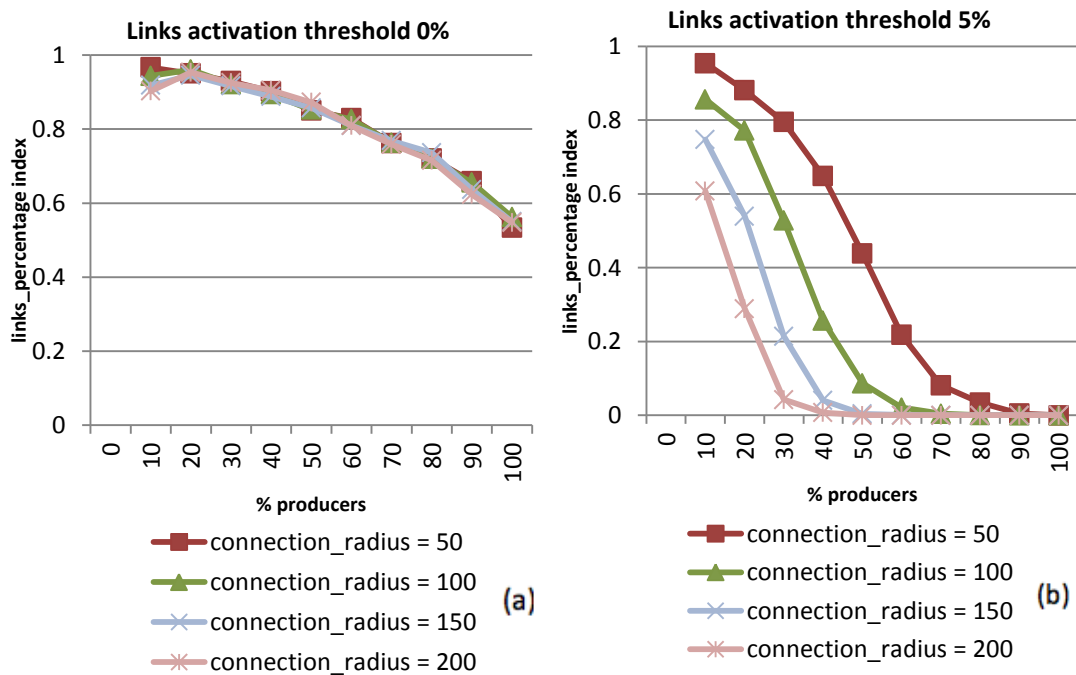 Links activation threshold 0%
links_percentage index
1
0.8
0.6
0.4
0.2
0
0 10 20 30 40 50 60 70 80 90 100
% producers
connection_radius = 50
connection_radius = 100
connection_radius = 150
connection_radius = 200
(a)
Links activation threshold 5%
links_percentage index
1
0.8
0.6
0.4
0.2
0
0 10 20 30 40 50 60 70 80 90 100
% producers
connection_radius = 50
connection_radius = 100
connection_radius = 150
connection_radius = 200
(b)